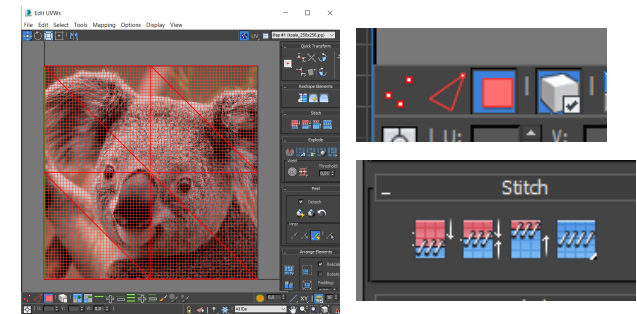 Edit UVWs
File Edit Select Tools Mapping Options Display View
UV
Map #1 (koala_256x256.jpg)
Quick Transform
Reshape Elements
Stitch
Explode
Weld
Threshold
Peel
Detach
Arrange Elements
Rescale
Rotate
Padding:
XY
All IDs
U:
V:
Stitch